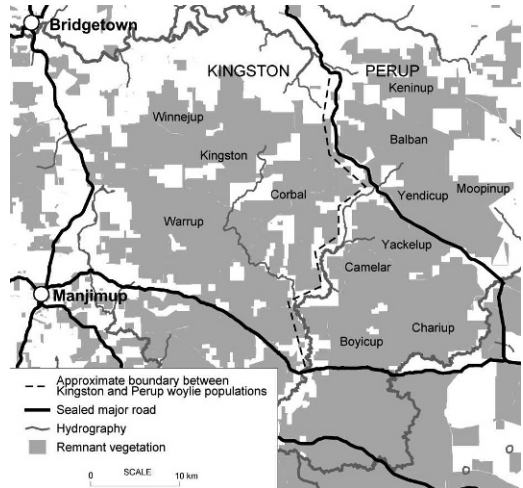 Bridgetown
KINGSTON PERUP
Keninup
Winnejup
Balban
Kingston
Moopinup
Corbal
Yendicup
Warrup
Yackelup
Camelar
Manjimup
Chariup
Boyicup
Approximate boundary between
Kingston and Perup woylie populations
Sealed major road
Hydrography
Remnant vegetation
SCALE
0 10 km